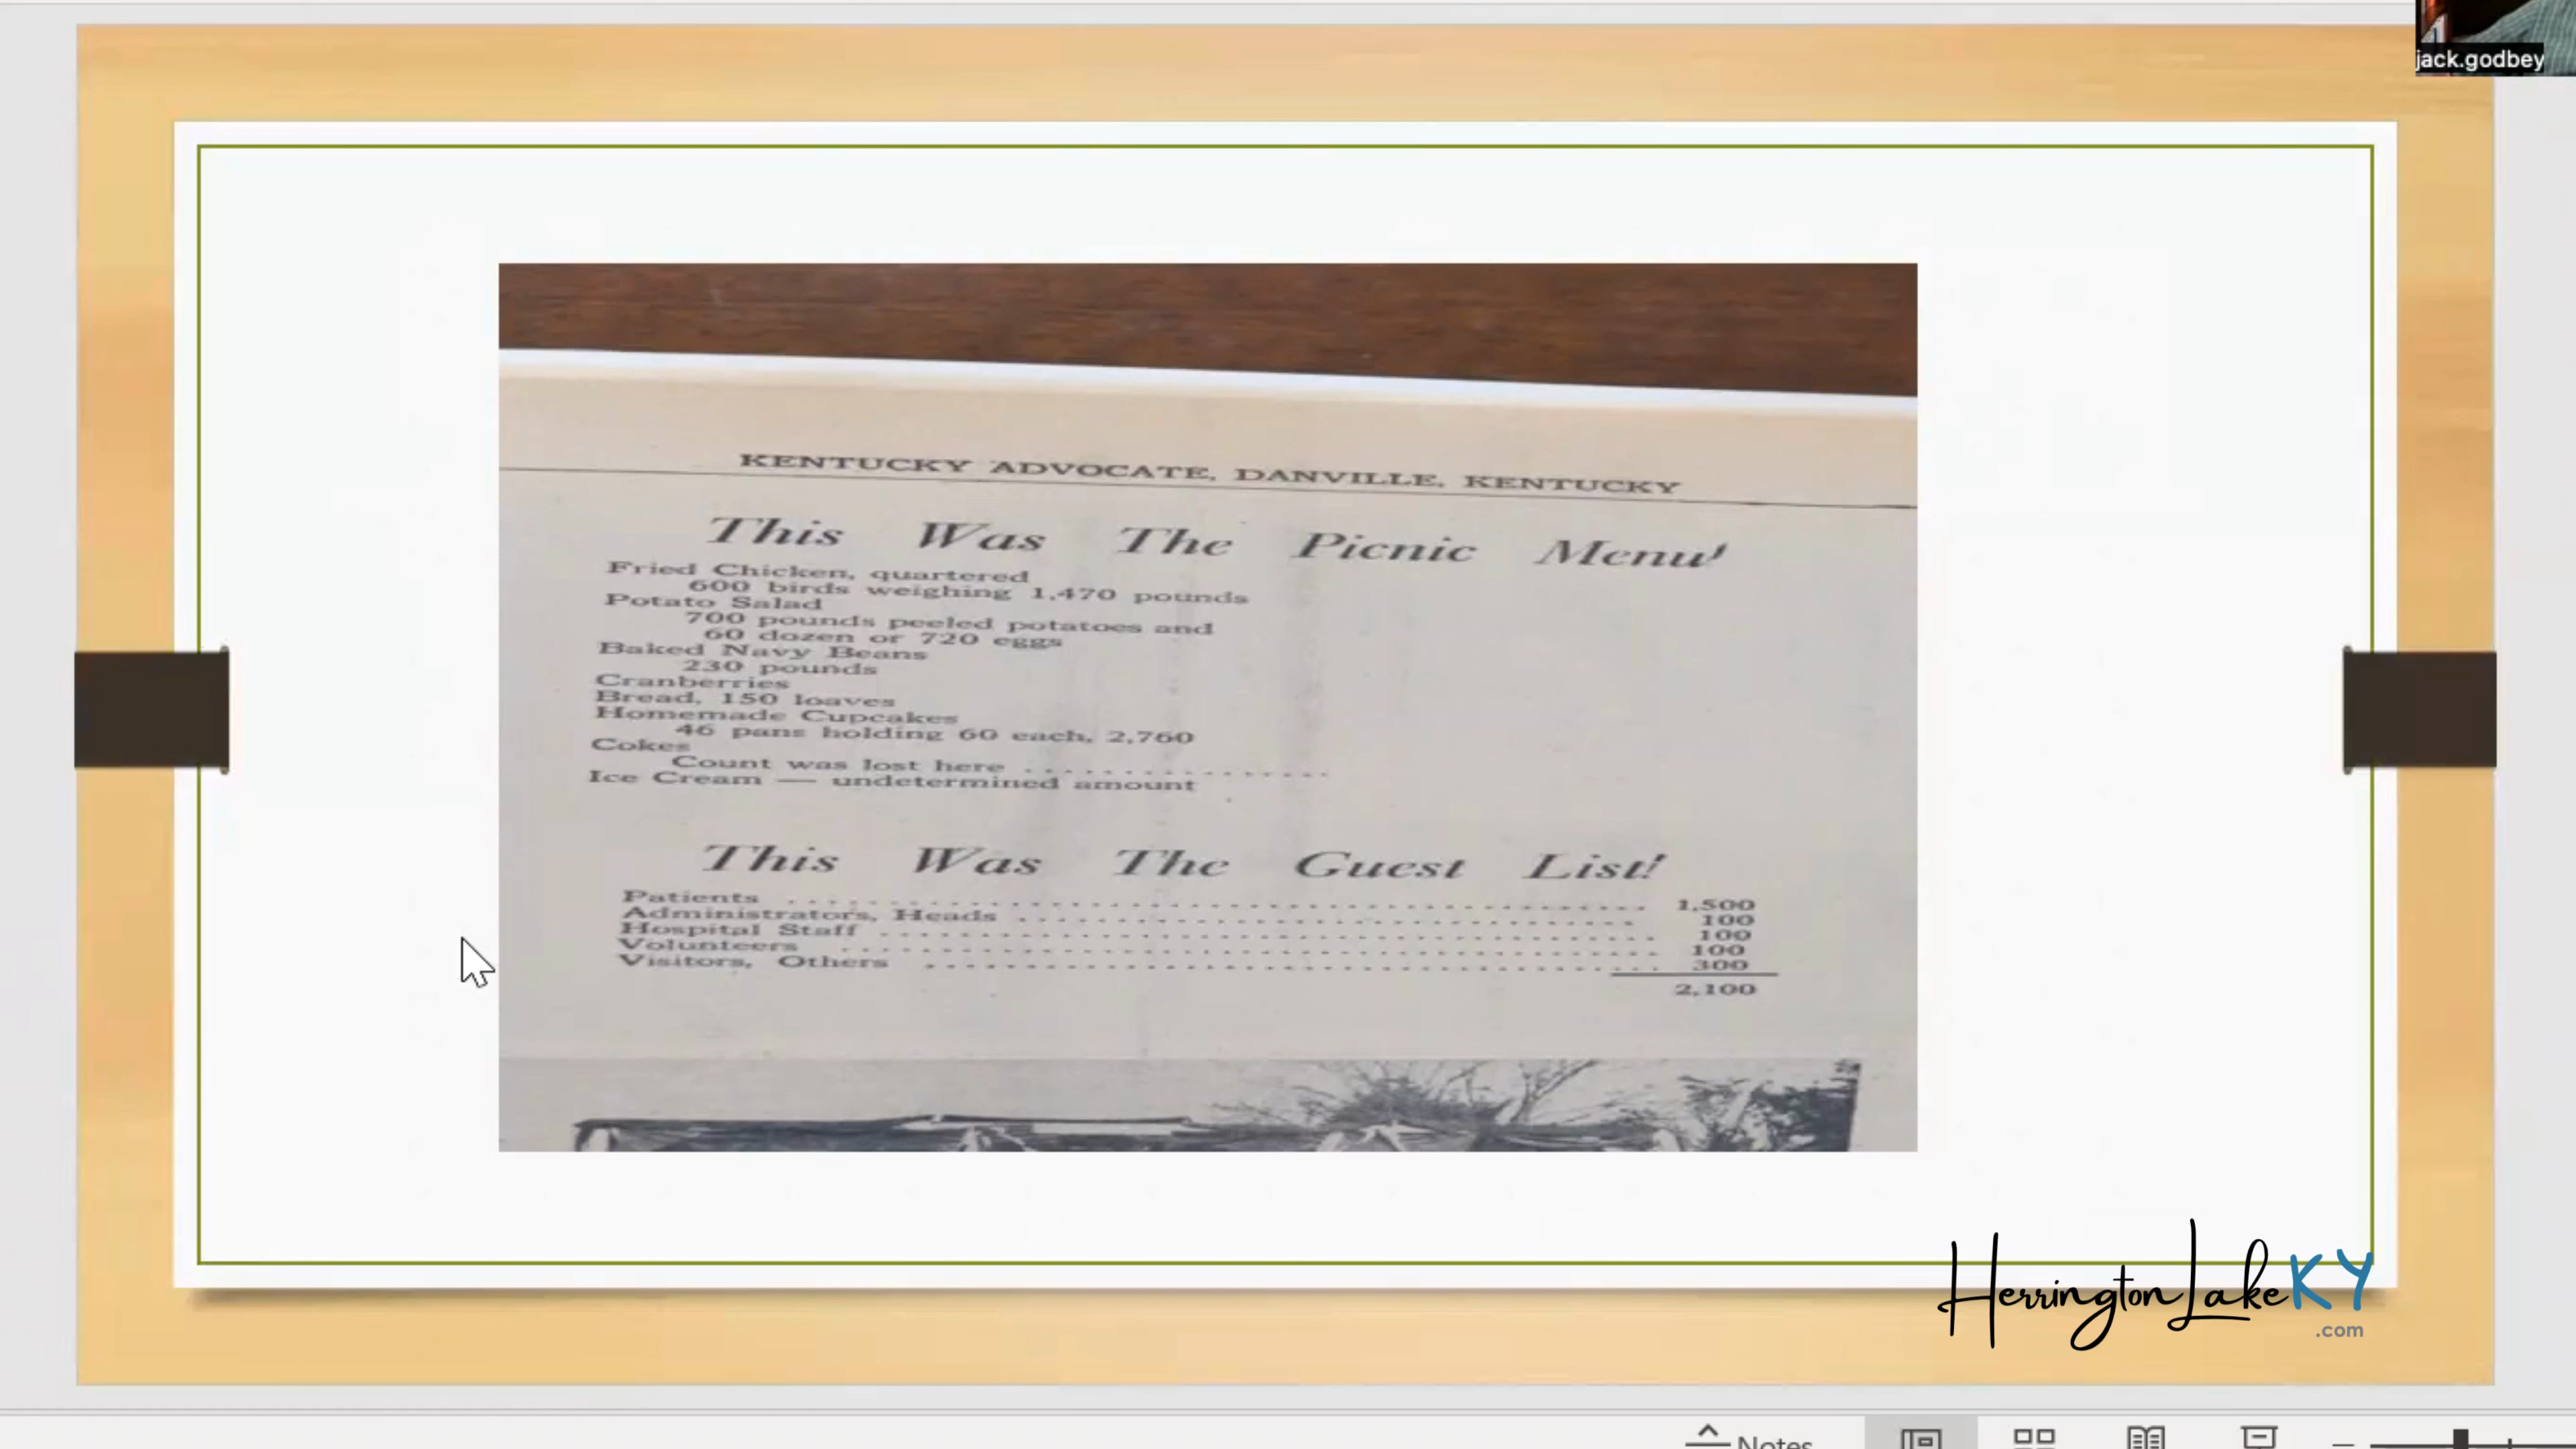 jack.godbey
KENTUCKY ADVOCATE, DANVILLE, KENTUCKY
This Was The Picnic Menu!
Fried Chicken, quartered
600 birds weighing 1,470 pounds
Potato Salad
700 pounds peeled potatoes and
60 dozen or 720 eggs
Baked Navy Beans
230 pounds
Cranberries
Bread, 150 loaves
Homemade Cupcakes
46 pans holding 60 each, 2,760
Cokes
Count was lost here . . . . . . . . . . . . . . . .
Ice Cream — undetermined amount
This Was The Guest List!
Patients 1,500
Administrators, Heads 100
Hospital Staff 100
Volunteers 100
Visitors, Others 300
2,100
HerringtonLakeKY
.com
Notes